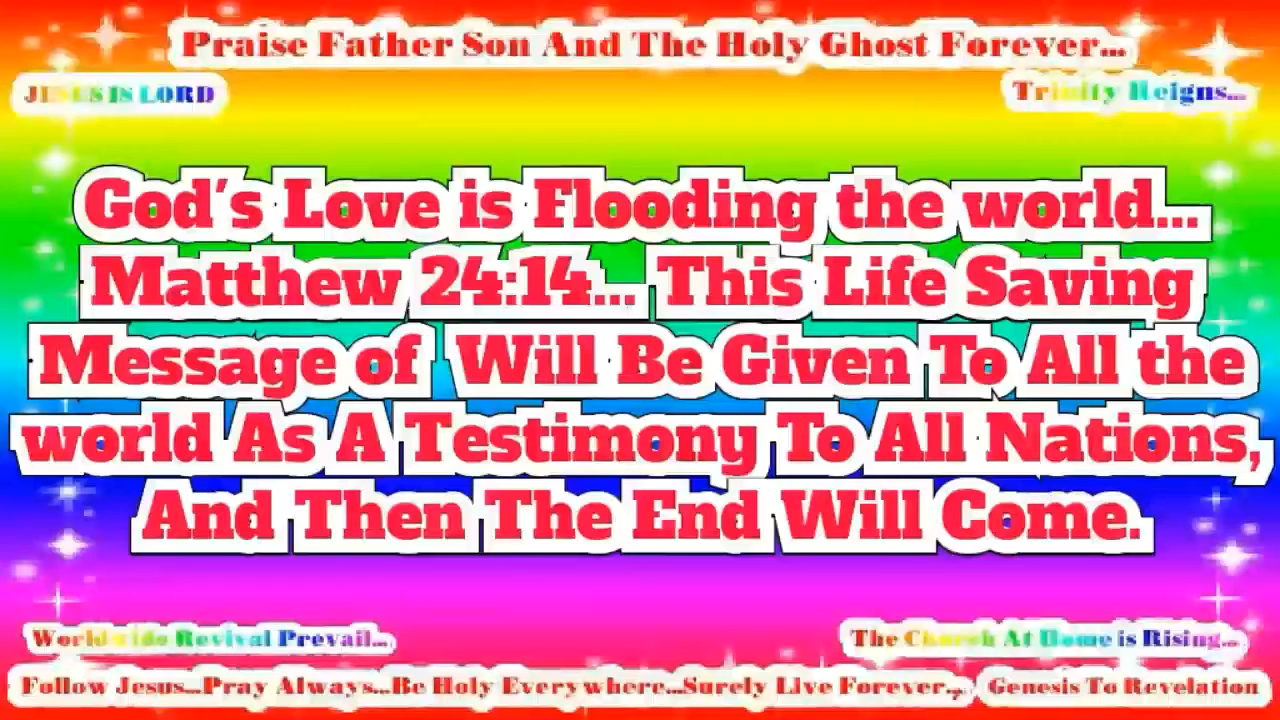 Praise Father Son And The Holy Ghost Forever...
JESUS IS LORD
Trinity Reigns...
God's Love is Flooding the world...
Matthew 24:14... This Life Saving
Message of Will Be Given To All the
world As A Testimony To All Nations,
And Then The End Will Come.
Worldwide Revival Prevail...
The Church At Home is Rising...
Follow Jesus...Pray Always...Be Holy Everywhere...Surely Live Forever... Genesis To Revelation